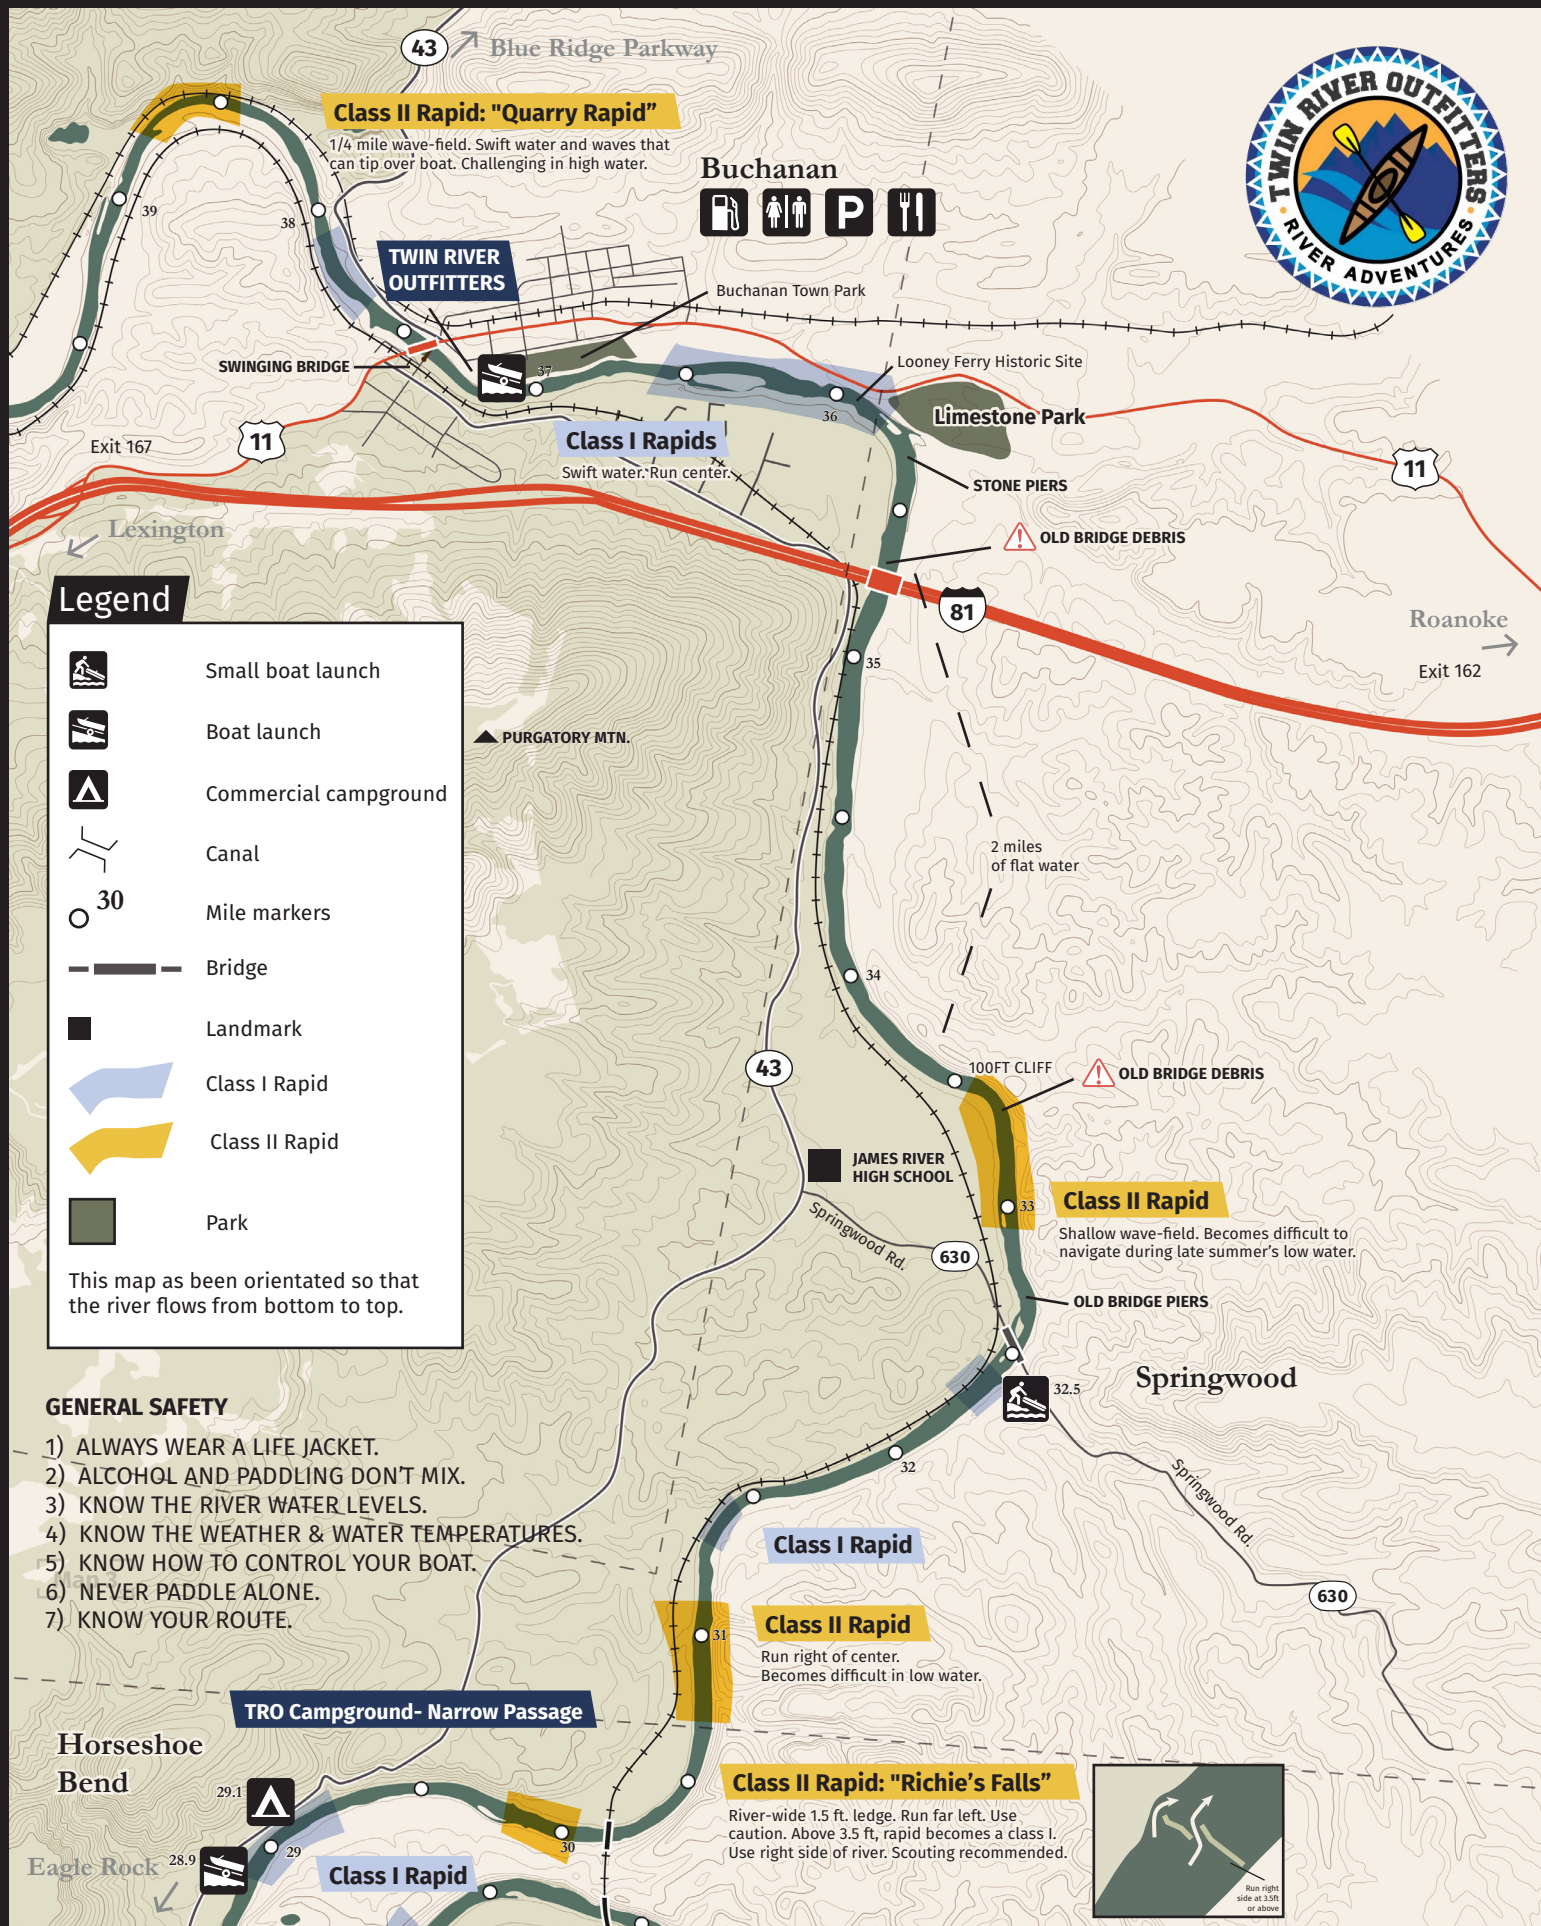 43
Blue Ridge Parkway
Class II Rapid: "Quarry Rapid”
1/4 mile wave-field. Swift water and waves that
can tip over boat. Challenging in high water.
TWIN RIVER OUTFITTERS
RIVER ADVENTURES
Buchanan
P
39
38
TWIN RIVER
OUTFITTERS
Buchanan Town Park
SWINGING BRIDGE
37
Looney Ferry Historic Site
36
Limestone Park
Exit 167
11
Class I Rapids
Swift water. Run center.
11
STONE PIERS
Lexington
OLD BRIDGE DEBRIS
81
Roanoke
Exit 162
35
Legend
Small boat launch
Boat launch
Commercial campground
Canal
30
Mile markers
Bridge
Landmark
Class I Rapid
Class II Rapid
Park
This map as been orientated so that
the river flows from bottom to top.
PURGATORY MTN.
2 miles
of flat water
34
43
100FT CLIFF
OLD BRIDGE DEBRIS
JAMES RIVER
HIGH SCHOOL
33
Class II Rapid
Shallow wave-field. Becomes difficult to
navigate during late summer’s low water.
Springwood Rd.
630
OLD BRIDGE PIERS
Springwood
32.5
GENERAL SAFETY
1) ALWAYS WEAR A LIFE JACKET.
2) ALCOHOL AND PADDLING DON’T MIX.
3) KNOW THE RIVER WATER LEVELS.
4) KNOW THE WEATHER & WATER TEMPERATURES.
5) KNOW HOW TO CONTROL YOUR BOAT.
Map 3
6) NEVER PADDLE ALONE.
7) KNOW YOUR ROUTE.
32
Springwood Rd.
Class I Rapid
630
31
Class II Rapid
Run right of center.
Becomes difficult in low water.
TRO Campground- Narrow Passage
Horseshoe
Bend
29.1
Class II Rapid: "Richie’s Falls”
River-wide 1.5 ft. ledge. Run far left. Use
caution. Above 3.5 ft, rapid becomes a class I.
Use right side of river. Scouting recommended.
30
29
28.9
Eagle Rock
Class I Rapid
Run right
side at 3.5ft
or above